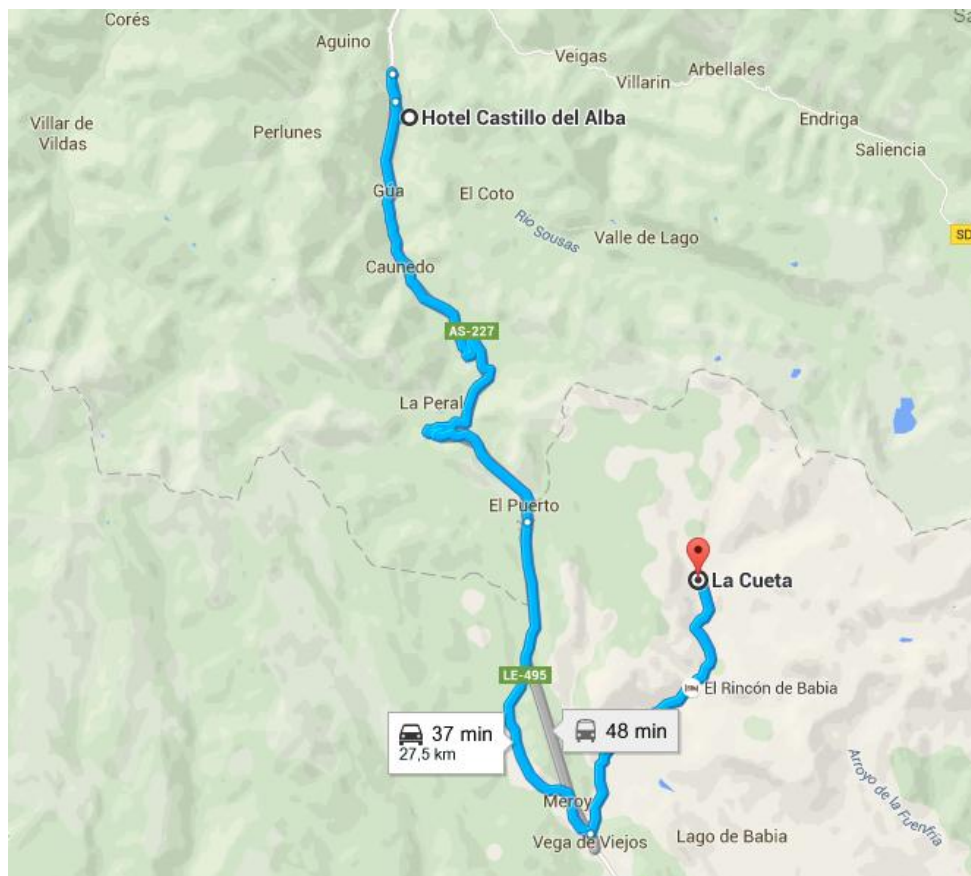 Corés
Aguino
Veigas
Arbellales
Villarin
Hotel Castillo del Alba
Endriga
Villar de
Vildas
Perlunes
Saliencia
Gúa
El Coto
Río Sousas
Valle de Lago
SD
Caunedo
AS-227
La Peral
El Puerto
La Cueta
LE-495
El Rincón de Babia
37 min
27,5 km
48 min
Arroyo de la Fuenfría
Meroy
Vega de Viejos
Lago de Babia